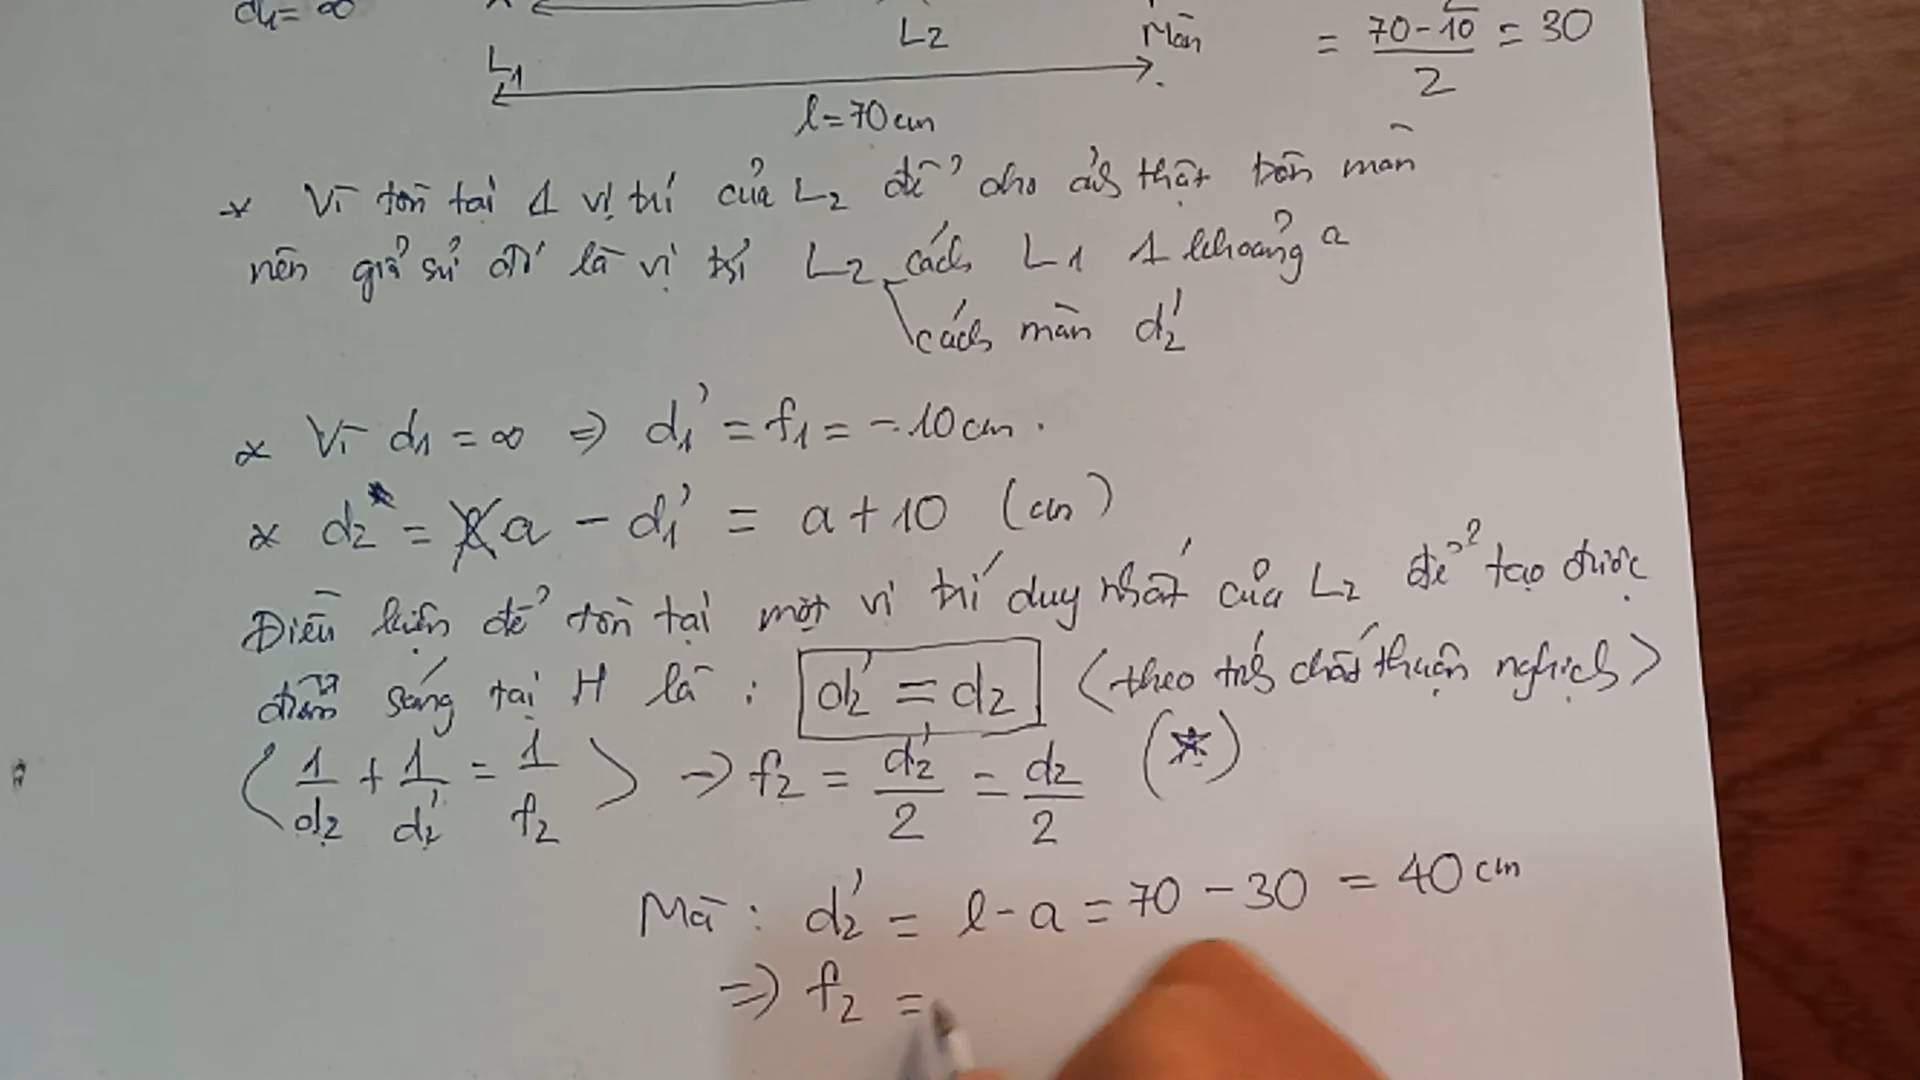 d₁ = ∞
L₂
Màn
= (70-10)/2 = 30
L₁
l = 70cm
* Vì tồn tại 1 vị trí của L₂ để cho ảnh thật trên màn
nên giả sử đó là vị trí L₂ cách L₁ 1 khoảng a
cách màn d₂'
* Vì d₁ = ∞ => d₁' = f₁ = -10cm.
* d₂ = a - d₁' = a + 10 (cm)
Điều kiện để tồn tại một vị trí duy nhất của L₂ để tạo được
điểm sáng tại H là : d₂' = d₂ (theo tính chất thuận nghịch)
(1/d₂ + 1/d₂' = 1/f₂) -> f₂ = d₂'/2 = d₂/2 (*)
Mà : d₂' = l - a = 70 - 30 = 40 cm
=> f₂ =